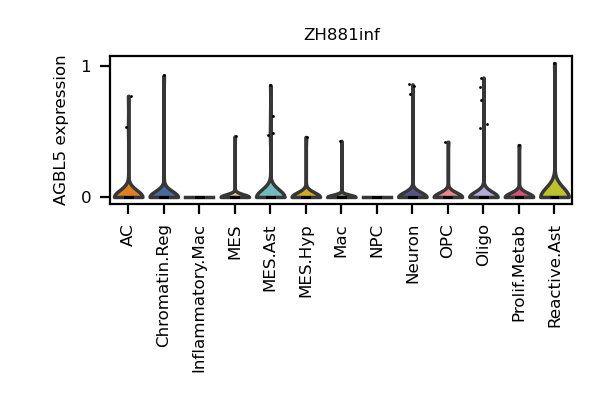 ZH881inf
AGBL5 expression
1
0
AC
Chromatin.Reg
Inflammatory.Mac
MES
MES.Ast
MES.Hyp
Mac
NPC
Neuron
OPC
Oligo
Prolif.Metab
Reactive.Ast